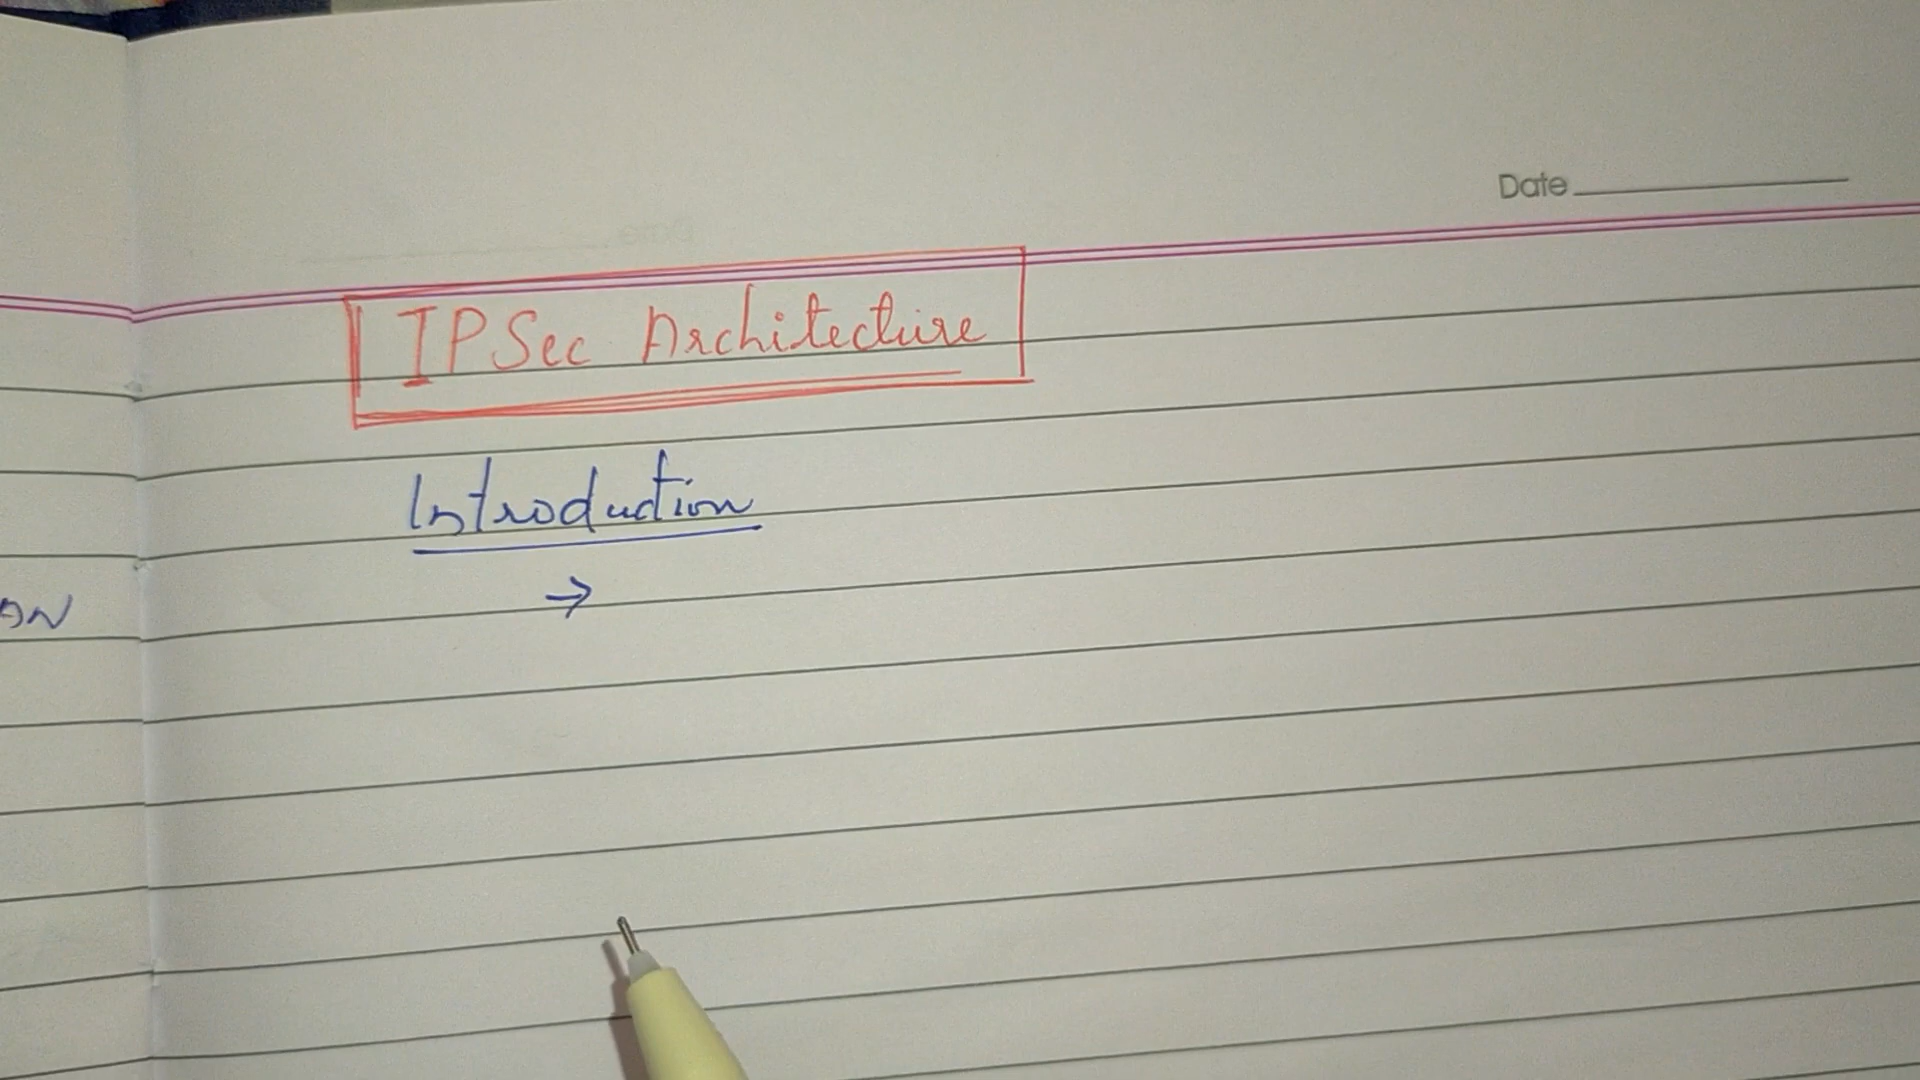 Date
IPSec Architecture
Introduction
→